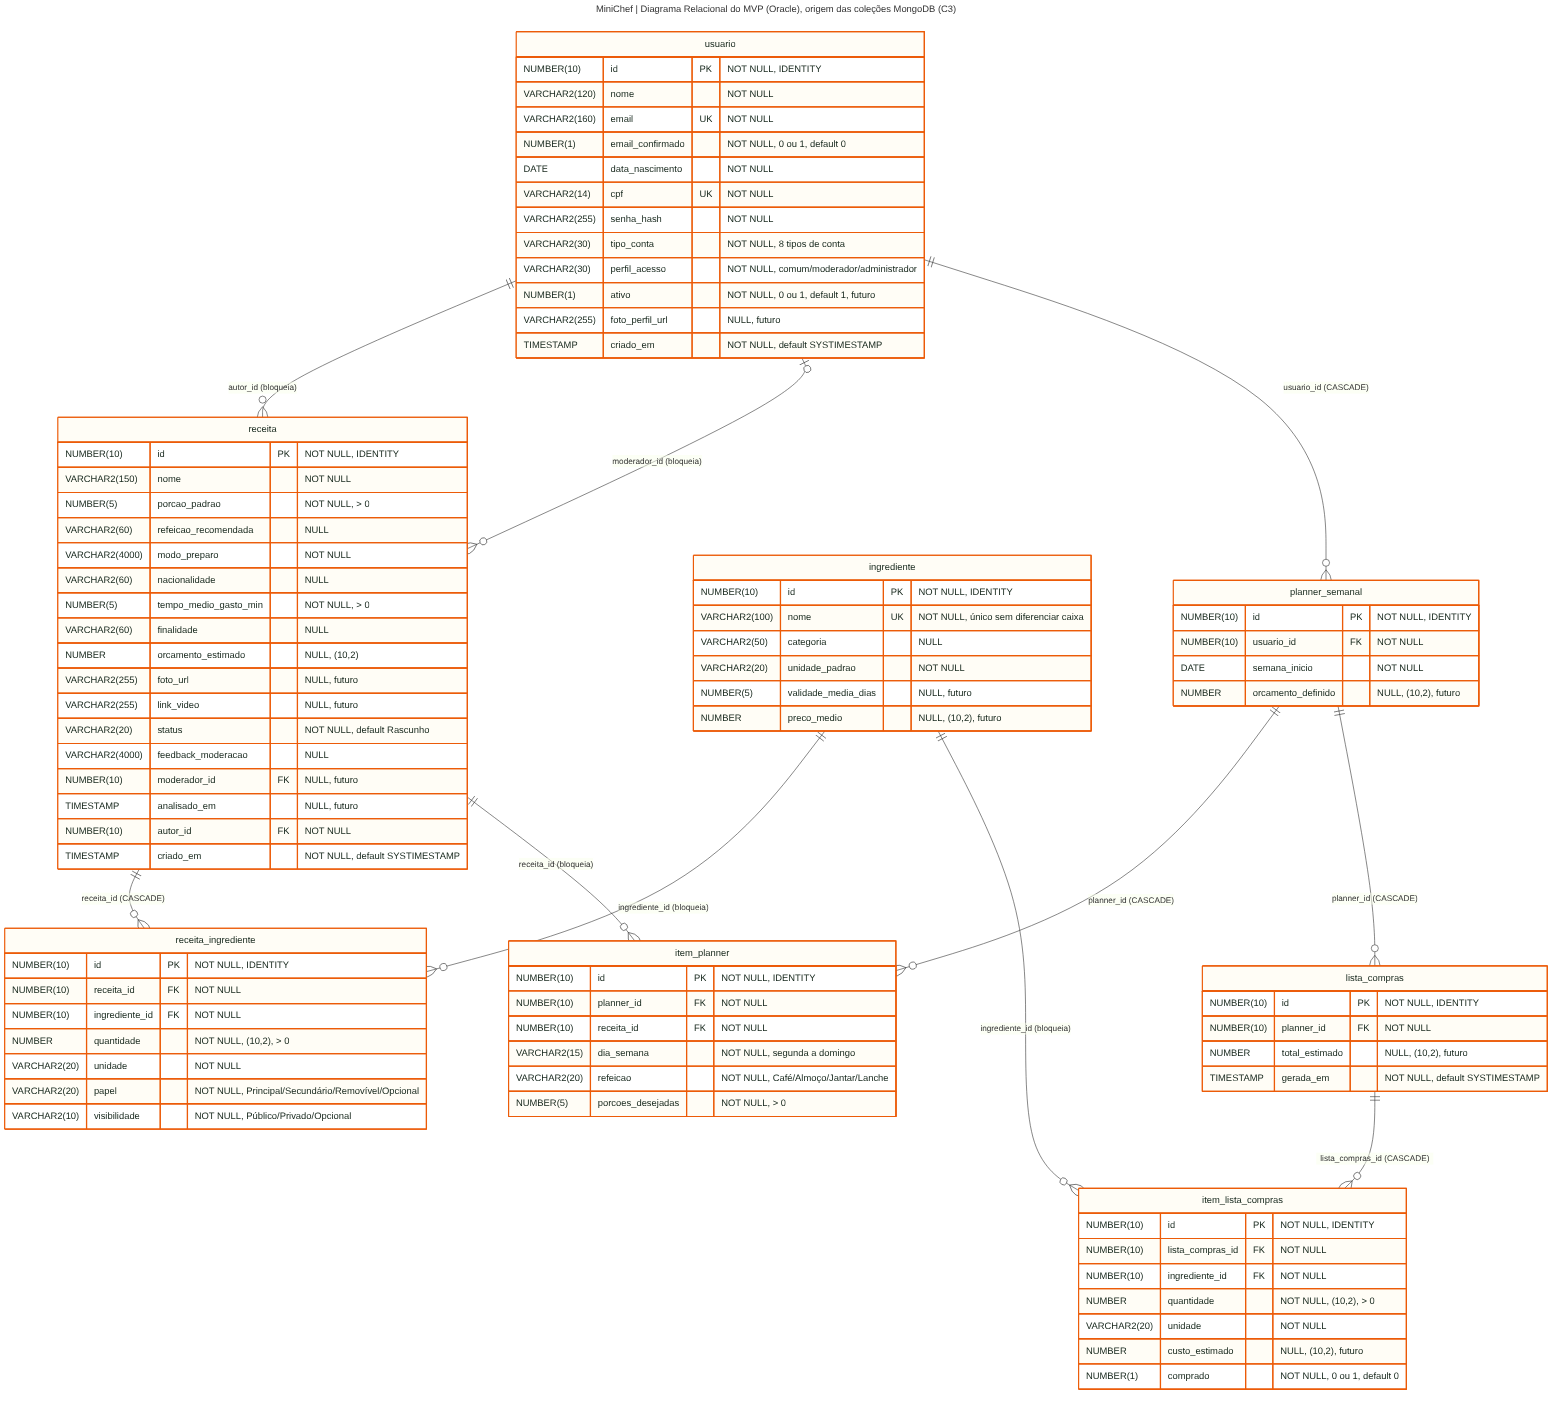 MiniChef | Diagrama Relacional do MVP (Oracle), origem das coleções MongoDB (C3)
usuario
NUMBER(10) id PK NOT NULL, IDENTITY
VARCHAR2(120) nome NOT NULL
VARCHAR2(160) email UK NOT NULL
NUMBER(1) email_confirmado NOT NULL, 0 ou 1, default 0
DATE data_nascimento NOT NULL
VARCHAR2(14) cpf UK NOT NULL
VARCHAR2(255) senha_hash NOT NULL
VARCHAR2(30) tipo_conta NOT NULL, 8 tipos de conta
VARCHAR2(30) perfil_acesso NOT NULL, comum/moderador/administrador
NUMBER(1) ativo NOT NULL, 0 ou 1, default 1, futuro
VARCHAR2(255) foto_perfil_url NULL, futuro
TIMESTAMP criado_em NOT NULL, default SYSTIMESTAMP
autor_id (bloqueia)
usuario_id (CASCADE)
moderador_id (bloqueia)
receita
NUMBER(10) id PK NOT NULL, IDENTITY
VARCHAR2(150) nome NOT NULL
NUMBER(5) porcao_padrao NOT NULL, > 0
VARCHAR2(60) refeicao_recomendada NULL
VARCHAR2(4000) modo_preparo NOT NULL
VARCHAR2(60) nacionalidade NULL
NUMBER(5) tempo_medio_gasto_min NOT NULL, > 0
VARCHAR2(60) finalidade NULL
NUMBER orcamento_estimado NULL, (10,2)
VARCHAR2(255) foto_url NULL, futuro
VARCHAR2(255) link_video NULL, futuro
VARCHAR2(20) status NOT NULL, default Rascunho
VARCHAR2(4000) feedback_moderacao NULL
NUMBER(10) moderador_id FK NULL, futuro
TIMESTAMP analisado_em NULL, futuro
NUMBER(10) autor_id FK NOT NULL
TIMESTAMP criado_em NOT NULL, default SYSTIMESTAMP
ingrediente
NUMBER(10) id PK NOT NULL, IDENTITY
VARCHAR2(100) nome UK NOT NULL, único sem diferenciar caixa
VARCHAR2(50) categoria NULL
VARCHAR2(20) unidade_padrao NOT NULL
NUMBER(5) validade_media_dias NULL, futuro
NUMBER preco_medio NULL, (10,2), futuro
planner_semanal
NUMBER(10) id PK NOT NULL, IDENTITY
NUMBER(10) usuario_id FK NOT NULL
DATE semana_inicio NOT NULL
NUMBER orcamento_definido NULL, (10,2), futuro
receita_id (CASCADE)
receita_id (bloqueia)
ingrediente_id (bloqueia)
planner_id (CASCADE)
planner_id (CASCADE)
receita_ingrediente
NUMBER(10) id PK NOT NULL, IDENTITY
NUMBER(10) receita_id FK NOT NULL
NUMBER(10) ingrediente_id FK NOT NULL
NUMBER quantidade NOT NULL, (10,2), > 0
VARCHAR2(20) unidade NOT NULL
VARCHAR2(20) papel NOT NULL, Principal/Secundário/Removível/Opcional
VARCHAR2(10) visibilidade NOT NULL, Público/Privado/Opcional
item_planner
NUMBER(10) id PK NOT NULL, IDENTITY
NUMBER(10) planner_id FK NOT NULL
NUMBER(10) receita_id FK NOT NULL
VARCHAR2(15) dia_semana NOT NULL, segunda a domingo
VARCHAR2(20) refeicao NOT NULL, Café/Almoço/Jantar/Lanche
NUMBER(5) porcoes_desejadas NOT NULL, > 0
lista_compras
NUMBER(10) id PK NOT NULL, IDENTITY
NUMBER(10) planner_id FK NOT NULL
NUMBER total_estimado NULL, (10,2), futuro
TIMESTAMP gerada_em NOT NULL, default SYSTIMESTAMP
ingrediente_id (bloqueia)
lista_compras_id (CASCADE)
item_lista_compras
NUMBER(10) id PK NOT NULL, IDENTITY
NUMBER(10) lista_compras_id FK NOT NULL
NUMBER(10) ingrediente_id FK NOT NULL
NUMBER quantidade NOT NULL, (10,2), > 0
VARCHAR2(20) unidade NOT NULL
NUMBER custo_estimado NULL, (10,2), futuro
NUMBER(1) comprado NOT NULL, 0 ou 1, default 0